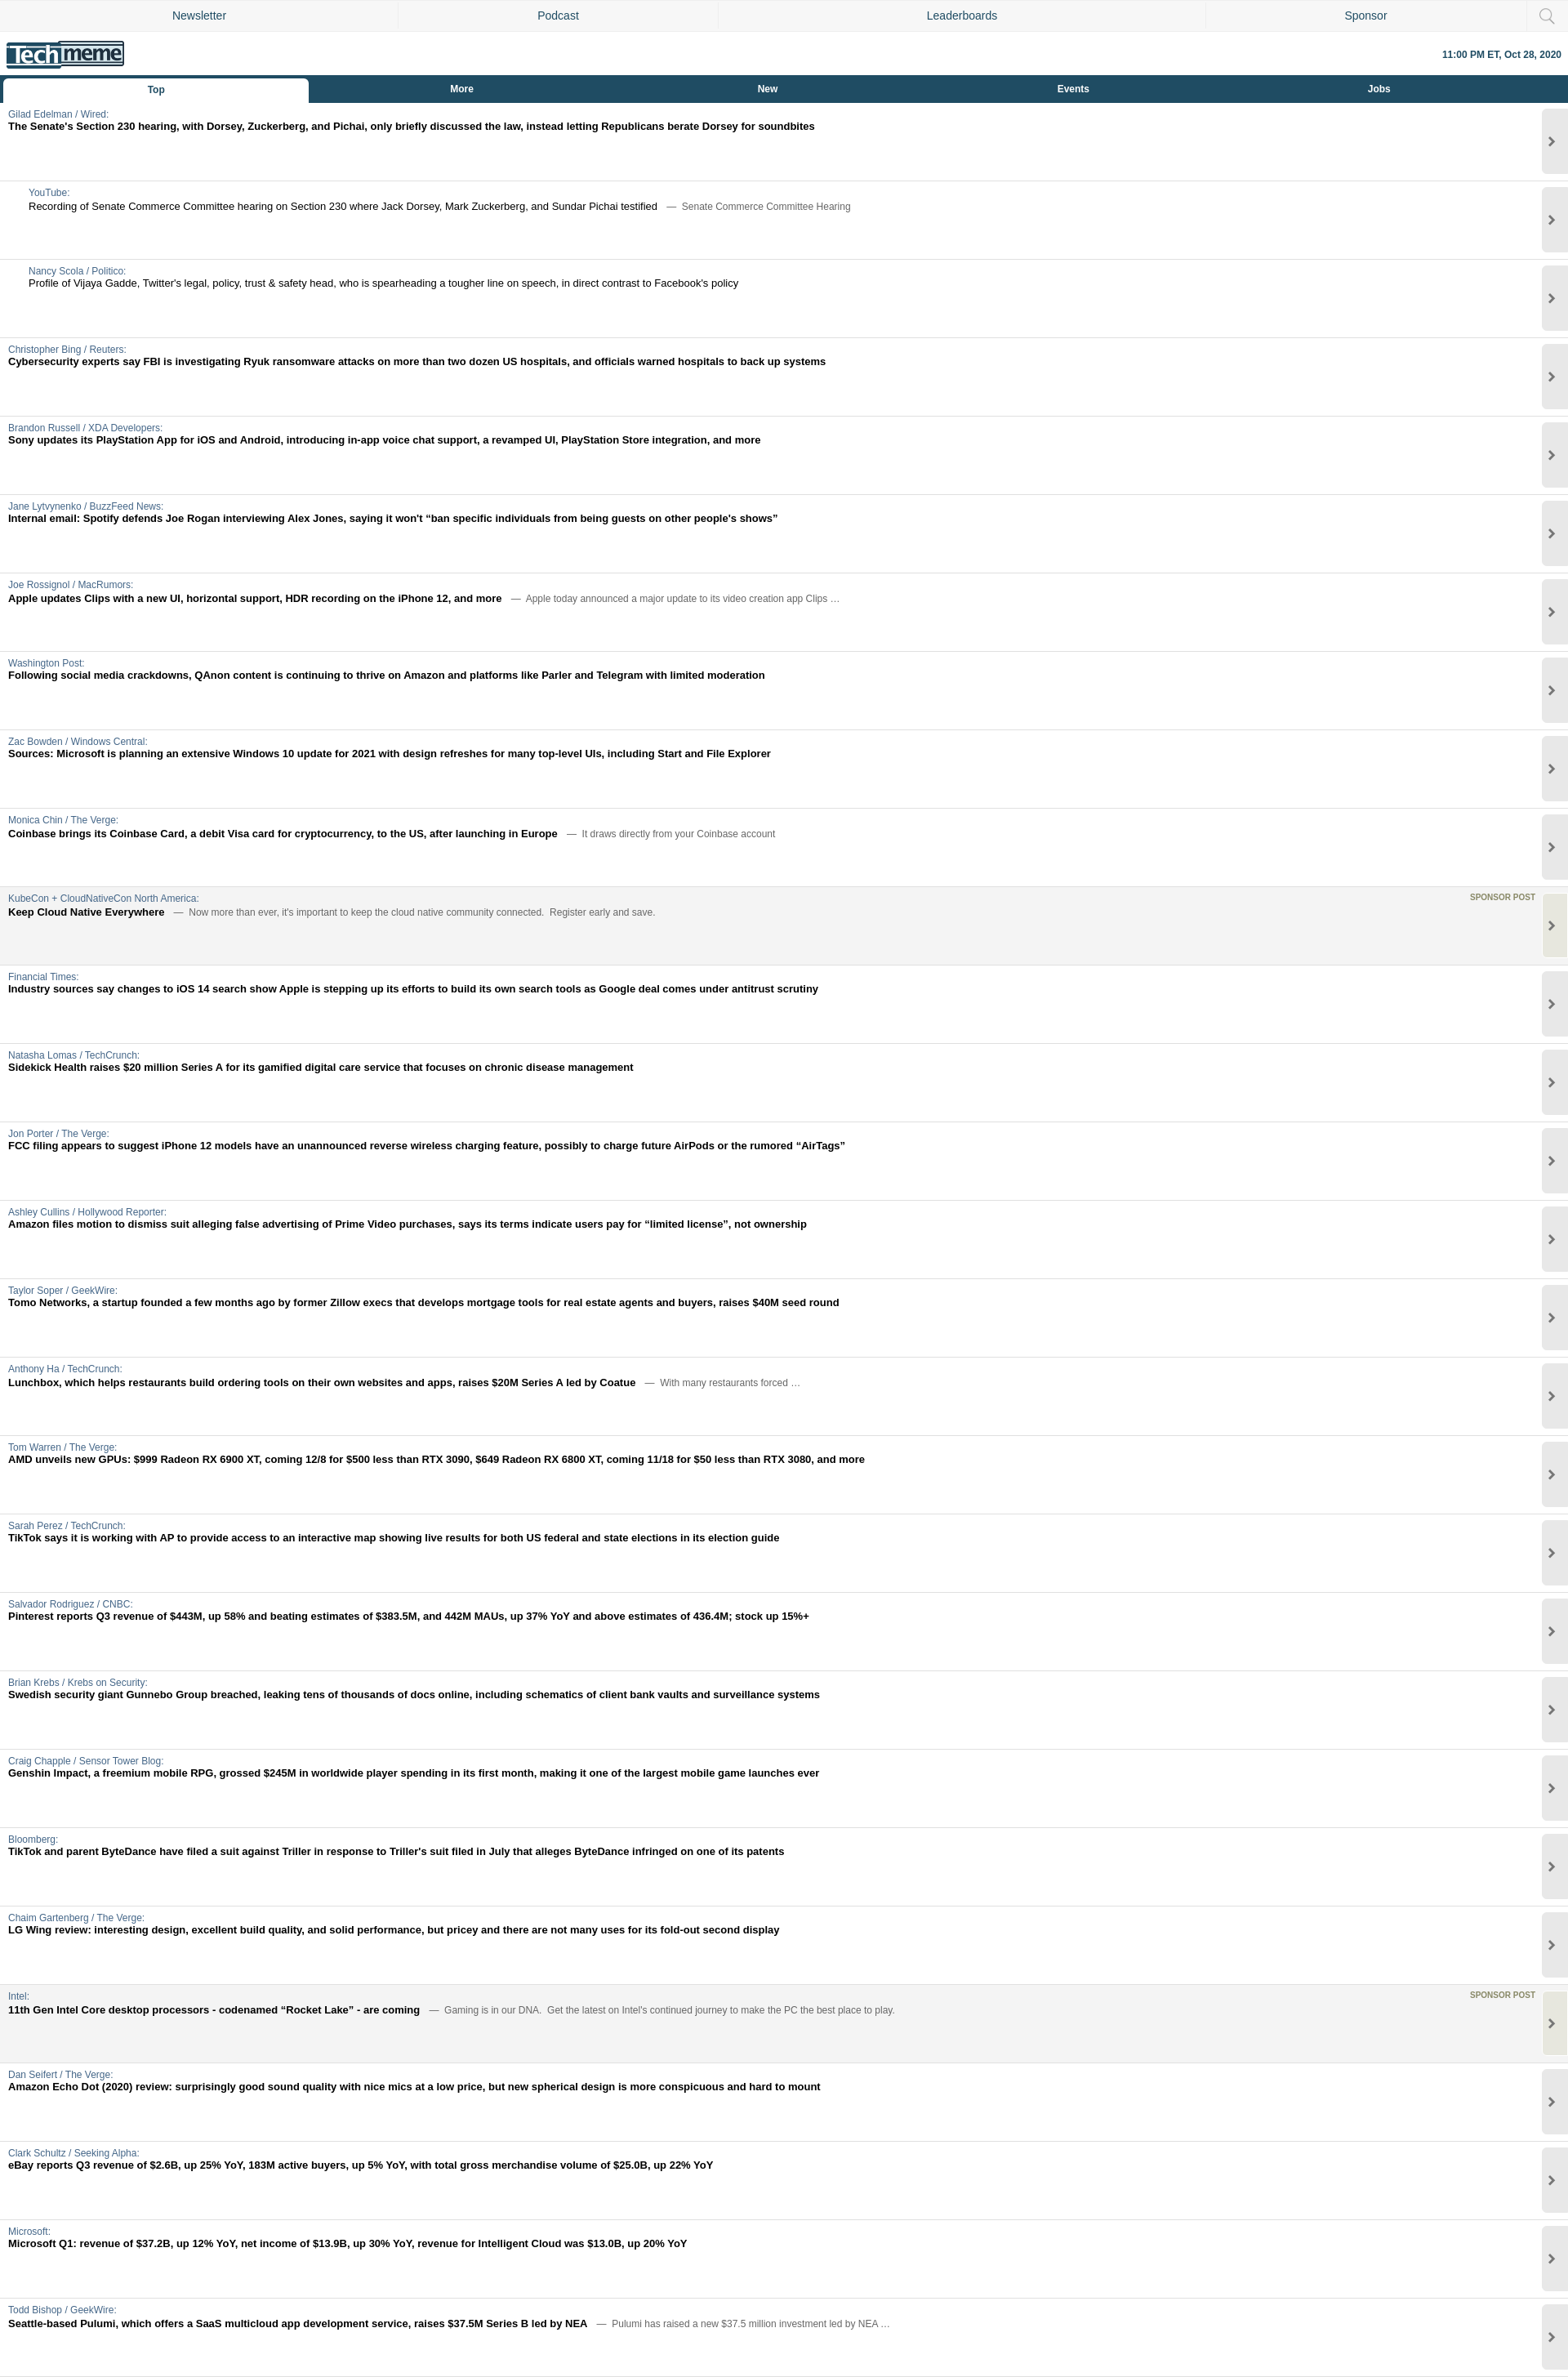 Newsletter Podcast Leaderboards Sponsor
Techmeme 11:00 PM ET, Oct 28, 2020
Top More New Events Jobs
Gilad Edelman / Wired:
The Senate's Section 230 hearing, with Dorsey, Zuckerberg, and Pichai, only briefly discussed the law, instead letting Republicans berate Dorsey for soundbites
YouTube:
Recording of Senate Commerce Committee hearing on Section 230 where Jack Dorsey, Mark Zuckerberg, and Sundar Pichai testified — Senate Commerce Committee Hearing
Nancy Scola / Politico:
Profile of Vijaya Gadde, Twitter's legal, policy, trust & safety head, who is spearheading a tougher line on speech, in direct contrast to Facebook's policy
Christopher Bing / Reuters:
Cybersecurity experts say FBI is investigating Ryuk ransomware attacks on more than two dozen US hospitals, and officials warned hospitals to back up systems
Brandon Russell / XDA Developers:
Sony updates its PlayStation App for iOS and Android, introducing in-app voice chat support, a revamped UI, PlayStation Store integration, and more
Jane Lytvynenko / BuzzFeed News:
Internal email: Spotify defends Joe Rogan interviewing Alex Jones, saying it won't “ban specific individuals from being guests on other people's shows”
Joe Rossignol / MacRumors:
Apple updates Clips with a new UI, horizontal support, HDR recording on the iPhone 12, and more — Apple today announced a major update to its video creation app Clips …
Washington Post:
Following social media crackdowns, QAnon content is continuing to thrive on Amazon and platforms like Parler and Telegram with limited moderation
Zac Bowden / Windows Central:
Sources: Microsoft is planning an extensive Windows 10 update for 2021 with design refreshes for many top-level UIs, including Start and File Explorer
Monica Chin / The Verge:
Coinbase brings its Coinbase Card, a debit Visa card for cryptocurrency, to the US, after launching in Europe — It draws directly from your Coinbase account
KubeCon + CloudNativeCon North America: SPONSOR POST
Keep Cloud Native Everywhere — Now more than ever, it's important to keep the cloud native community connected. Register early and save.
Financial Times:
Industry sources say changes to iOS 14 search show Apple is stepping up its efforts to build its own search tools as Google deal comes under antitrust scrutiny
Natasha Lomas / TechCrunch:
Sidekick Health raises $20 million Series A for its gamified digital care service that focuses on chronic disease management
Jon Porter / The Verge:
FCC filing appears to suggest iPhone 12 models have an unannounced reverse wireless charging feature, possibly to charge future AirPods or the rumored “AirTags”
Ashley Cullins / Hollywood Reporter:
Amazon files motion to dismiss suit alleging false advertising of Prime Video purchases, says its terms indicate users pay for “limited license”, not ownership
Taylor Soper / GeekWire:
Tomo Networks, a startup founded a few months ago by former Zillow execs that develops mortgage tools for real estate agents and buyers, raises $40M seed round
Anthony Ha / TechCrunch:
Lunchbox, which helps restaurants build ordering tools on their own websites and apps, raises $20M Series A led by Coatue — With many restaurants forced …
Tom Warren / The Verge:
AMD unveils new GPUs: $999 Radeon RX 6900 XT, coming 12/8 for $500 less than RTX 3090, $649 Radeon RX 6800 XT, coming 11/18 for $50 less than RTX 3080, and more
Sarah Perez / TechCrunch:
TikTok says it is working with AP to provide access to an interactive map showing live results for both US federal and state elections in its election guide
Salvador Rodriguez / CNBC:
Pinterest reports Q3 revenue of $443M, up 58% and beating estimates of $383.5M, and 442M MAUs, up 37% YoY and above estimates of 436.4M; stock up 15%+
Brian Krebs / Krebs on Security:
Swedish security giant Gunnebo Group breached, leaking tens of thousands of docs online, including schematics of client bank vaults and surveillance systems
Craig Chapple / Sensor Tower Blog:
Genshin Impact, a freemium mobile RPG, grossed $245M in worldwide player spending in its first month, making it one of the largest mobile game launches ever
Bloomberg:
TikTok and parent ByteDance have filed a suit against Triller in response to Triller's suit filed in July that alleges ByteDance infringed on one of its patents
Chaim Gartenberg / The Verge:
LG Wing review: interesting design, excellent build quality, and solid performance, but pricey and there are not many uses for its fold-out second display
Intel: SPONSOR POST
11th Gen Intel Core desktop processors - codenamed “Rocket Lake” - are coming — Gaming is in our DNA. Get the latest on Intel's continued journey to make the PC the best place to play.
Dan Seifert / The Verge:
Amazon Echo Dot (2020) review: surprisingly good sound quality with nice mics at a low price, but new spherical design is more conspicuous and hard to mount
Clark Schultz / Seeking Alpha:
eBay reports Q3 revenue of $2.6B, up 25% YoY, 183M active buyers, up 5% YoY, with total gross merchandise volume of $25.0B, up 22% YoY
Microsoft:
Microsoft Q1: revenue of $37.2B, up 12% YoY, net income of $13.9B, up 30% YoY, revenue for Intelligent Cloud was $13.0B, up 20% YoY
Todd Bishop / GeekWire:
Seattle-based Pulumi, which offers a SaaS multicloud app development service, raises $37.5M Series B led by NEA — Pulumi has raised a new $37.5 million investment led by NEA …